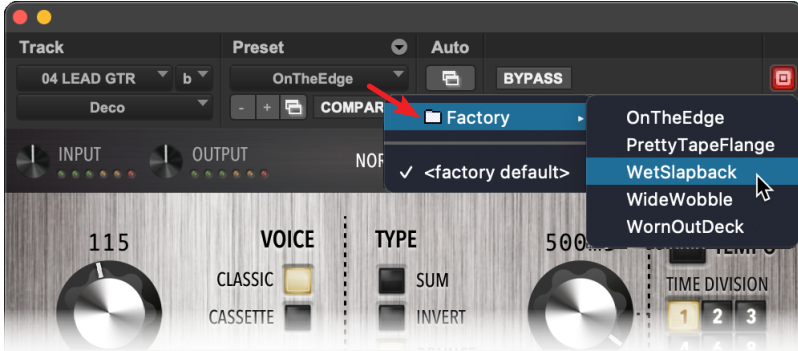 Track Preset Auto
04 LEAD GTR b OnTheEdge BYPASS
Deco - + COMPAR
Factory
<factory default>
OnTheEdge
PrettyTapeFlange
WetSlapback
WideWobble
WornOutDeck
INPUT OUTPUT NOR
115 VOICE TYPE 500
CLASSIC SUM TIME DIVISION
CASSETTE INVERT 1 2 3